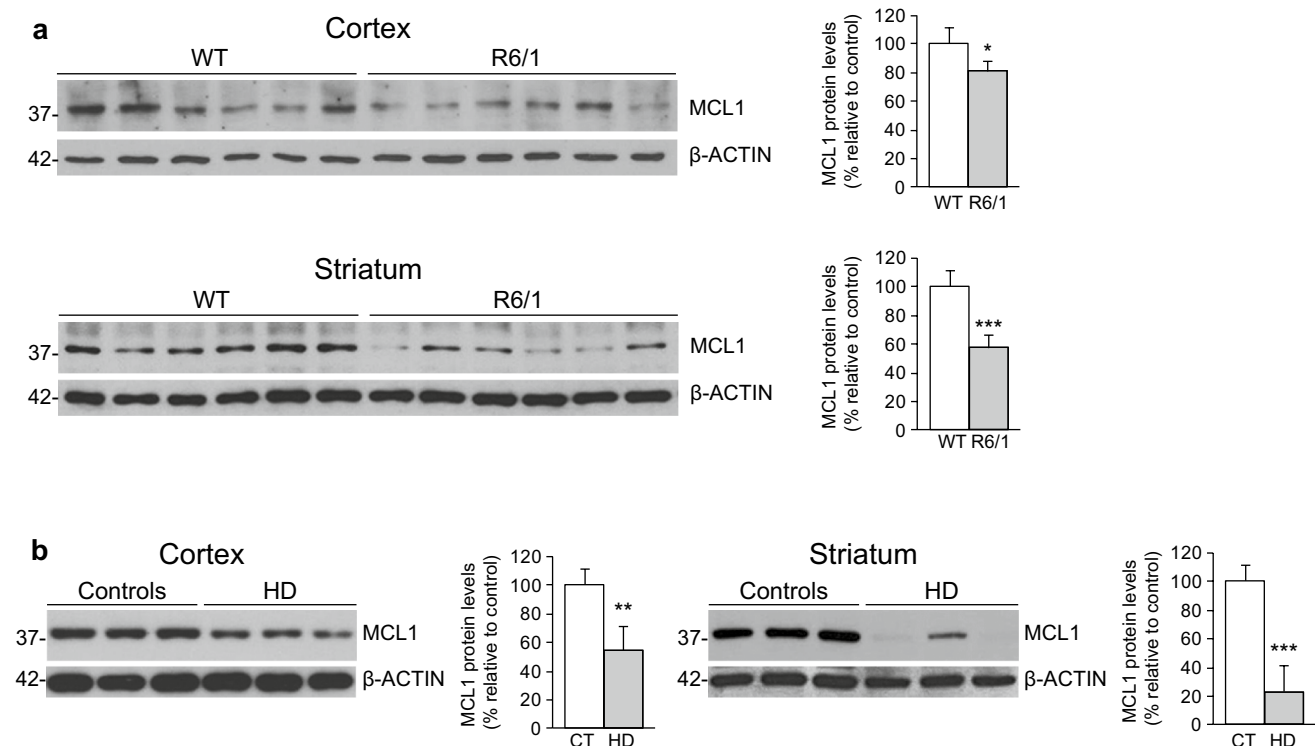 a
Cortex
WT R6/1
37- MCL1
42- β-ACTIN
MCL1 protein levels
(% relative to control)
120
100
80
60
40
20
0
*
WT R6/1
Striatum
WT R6/1
37- MCL1
42- β-ACTIN
MCL1 protein levels
(% relative to control)
120
100
80
60
40
20
0
***
WT R6/1
b
Cortex
Controls HD
37- MCL1
42- β-ACTIN
MCL1 protein levels
(% relative to control)
120
100
80
60
40
20
0
**
CT HD
Striatum
Controls HD
37- MCL1
42- β-ACTIN
MCL1 protein levels
(% relative to control)
120
100
80
60
40
20
0
***
CT HD